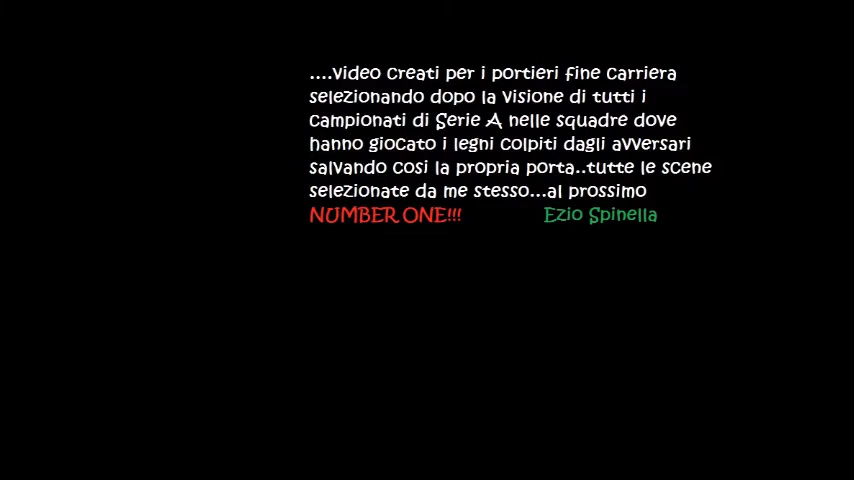 ....Video creati per i portieri fine carriera
selezionando dopo la visione di tutti i
campionati di Serie A nelle squadre dove
hanno giocato i legni colpiti dagli avversari
salvando cosi la propria porta..tutte le scene
selezionate da me stesso...al prossimo
NUMBER ONE!!! Ezio Spinella